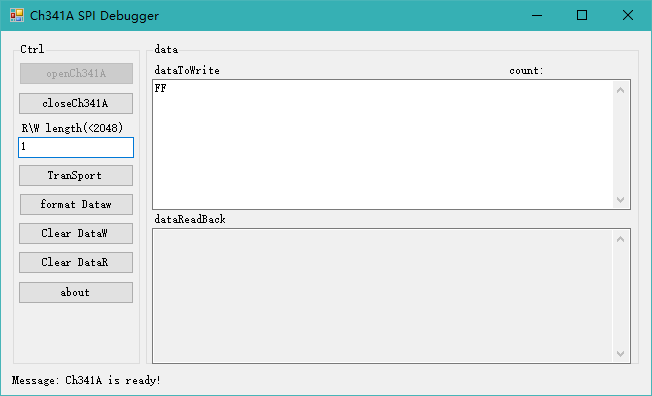 Ch341A SPI Debugger
Ctrl
openCh341A
closeCh341A
R\W length(<2048)
1
TranSport
format Dataw
Clear DataW
Clear DataR
about
data
dataToWrite count:
FF
dataReadBack
Message: Ch341A is ready!